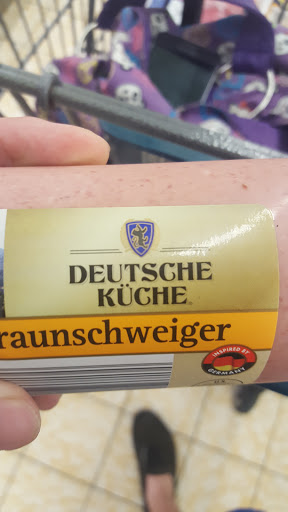 DEUTSCHE
KÜCHE
raunschweiger
INSPIRED BY
GERMANY